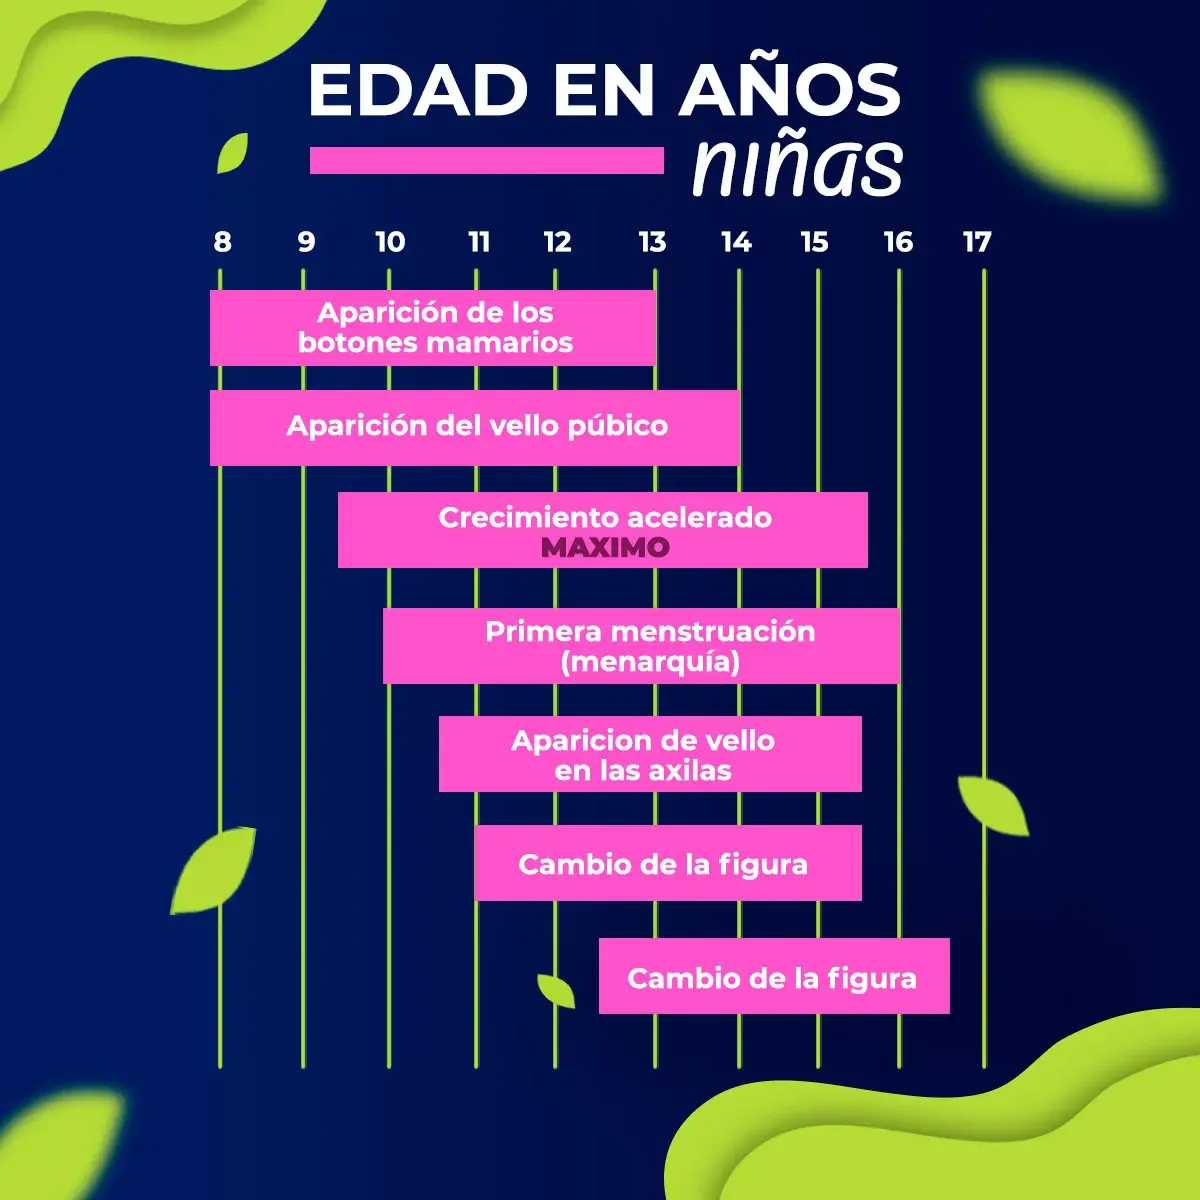 EDAD EN AÑOS
niñas
8 9 10 11 12 13 14 15 16 17
Aparición de los
botones mamarios
Aparición del vello púbico
Crecimiento acelerado
MAXIMO
Primera menstruación
(menarquía)
Aparicion de vello
en las axilas
Cambio de la figura
Cambio de la figura